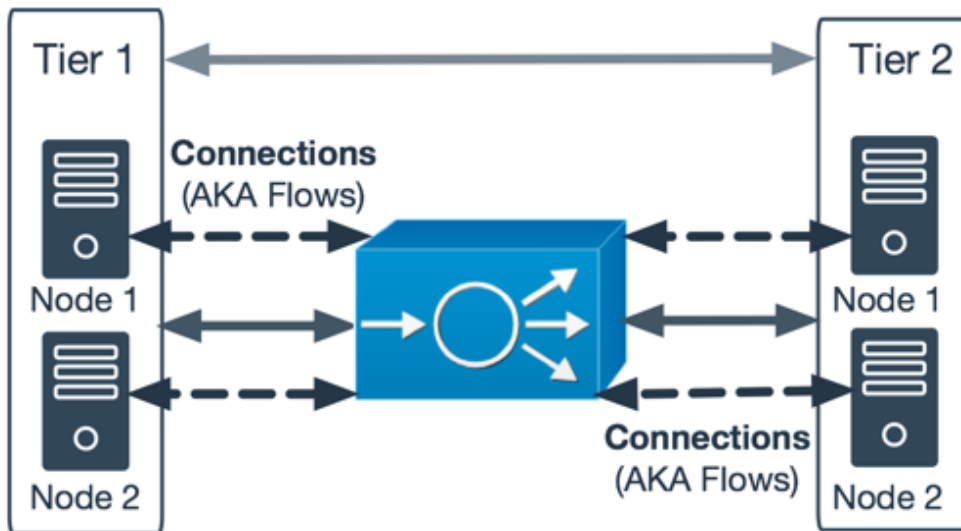 Tier 1
Tier 2
Connections
(AKA Flows)
Node 1
Node 1
Connections
(AKA Flows)
Node 2
Node 2